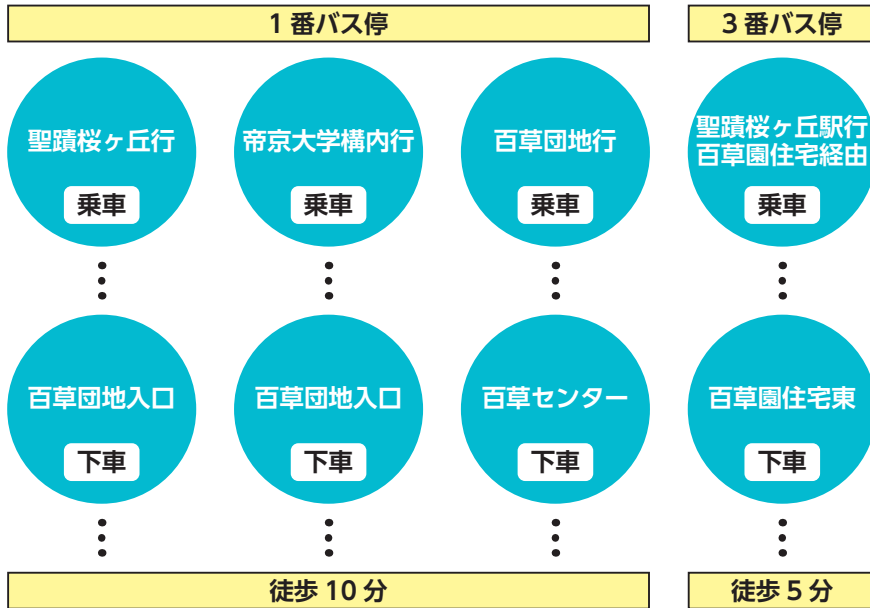 1番バス停
3番バス停
聖蹟桜ヶ丘行
乗車
帝京大学構内行
乗車
百草団地行
乗車
聖蹟桜ヶ丘駅行
百草園住宅経由
乗車
百草団地入口
下車
百草団地入口
下車
百草センター
下車
百草園住宅東
下車
徒歩10分
徒歩5分